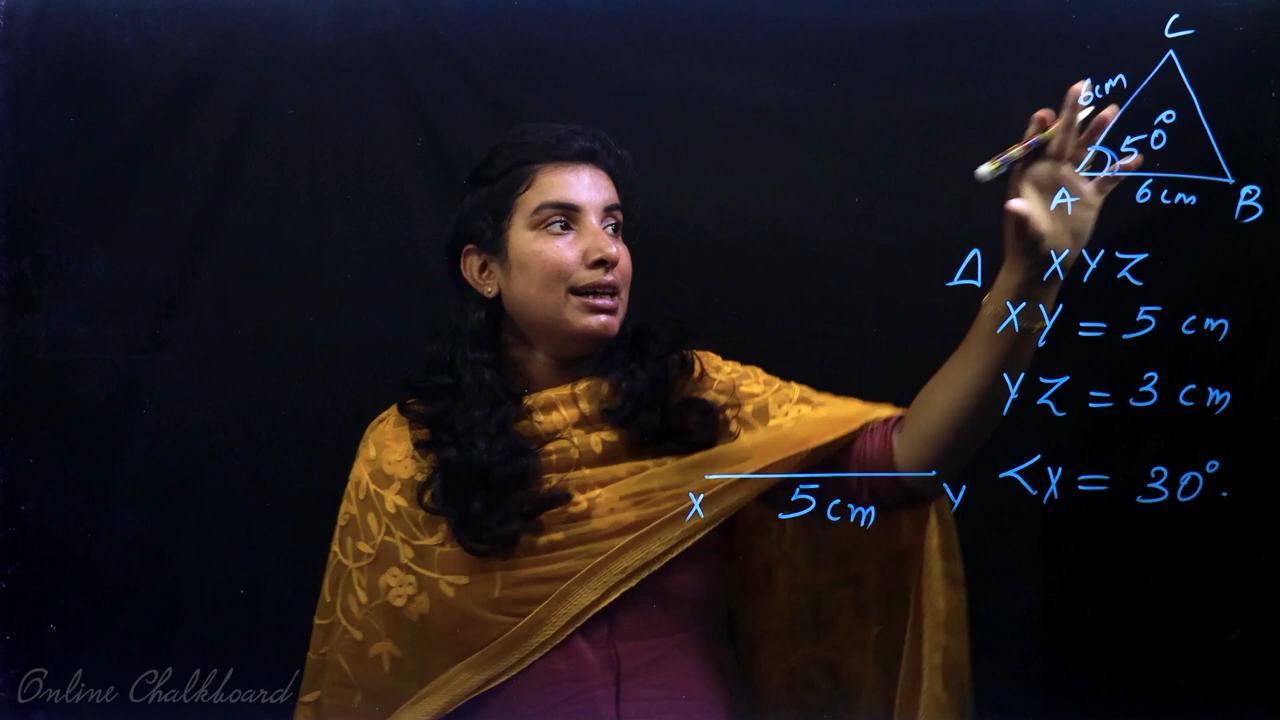 C
6cm
50°
A 6cm B
Δ XYZ
XY = 5 cm
YZ = 3 cm
<X = 30°.
X 5cm Y
Online Chalkboard